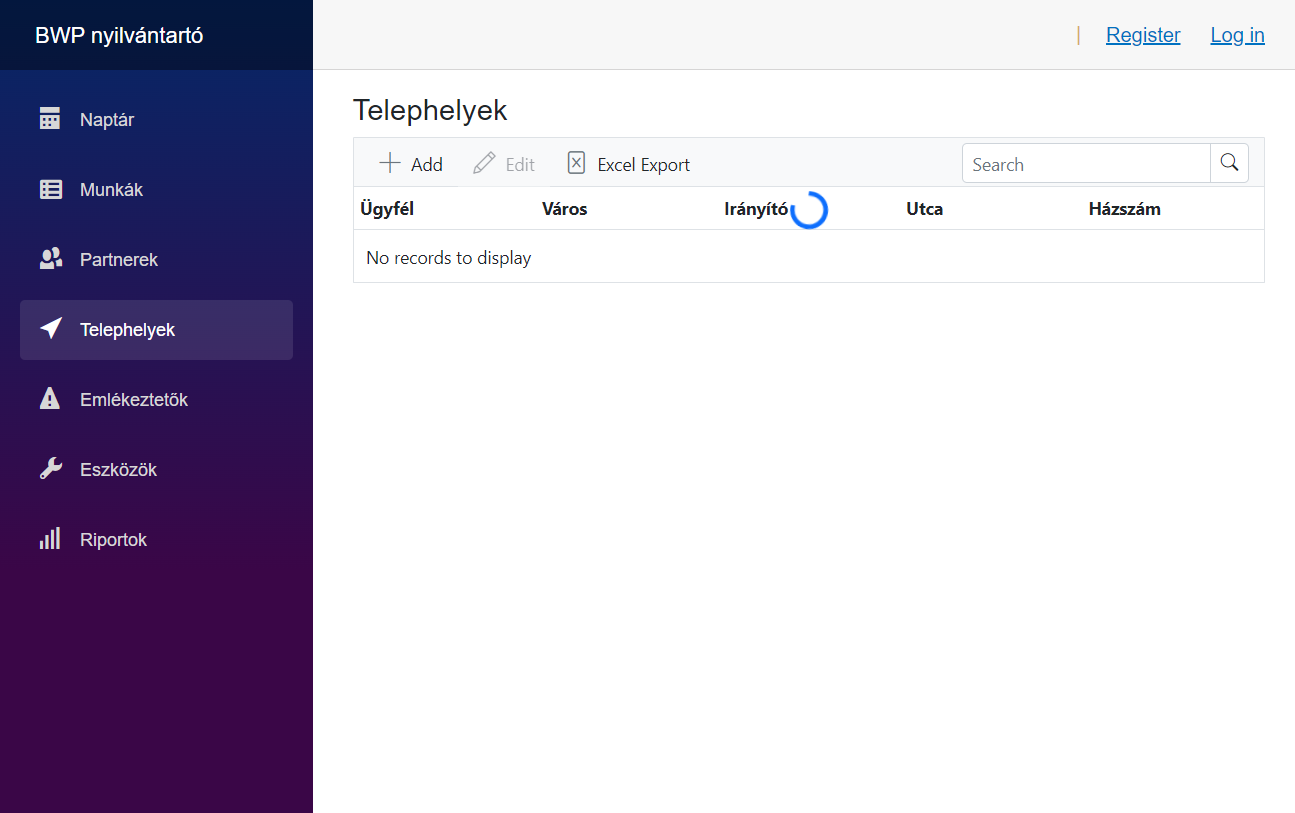 BWP nyilvántartó
| Register Log in
Naptár
Munkák
Partnerek
Telephelyek
Emlékeztetők
Eszközök
Riportok
Telephelyek
Add Edit Excel Export Search
Ügyfél Város Irányító Utca Házszám
No records to display